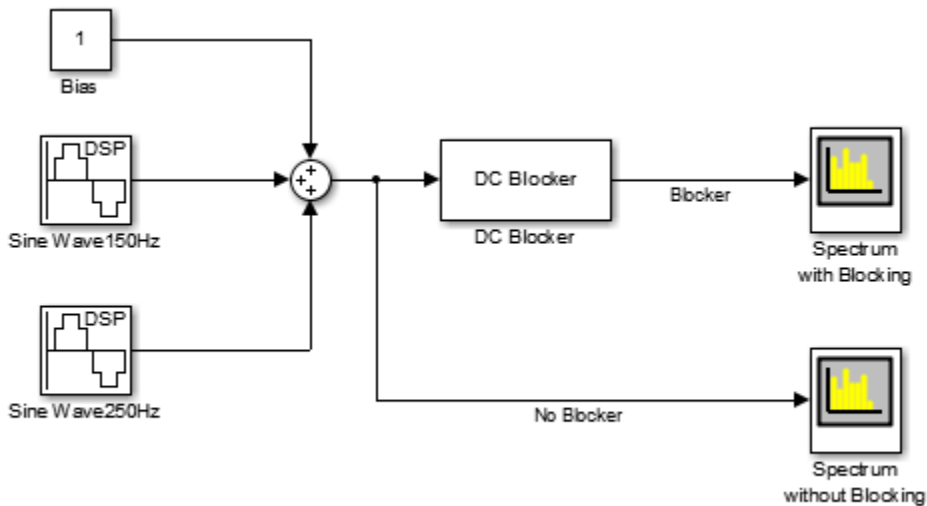 1
Bias
DSP
Sine Wave150Hz
+
+
+
DC Blocker
DC Blocker
Blocker
Spectrum
with Blocking
DSP
Sine Wave250Hz
No Blocker
Spectrum
without Blocking